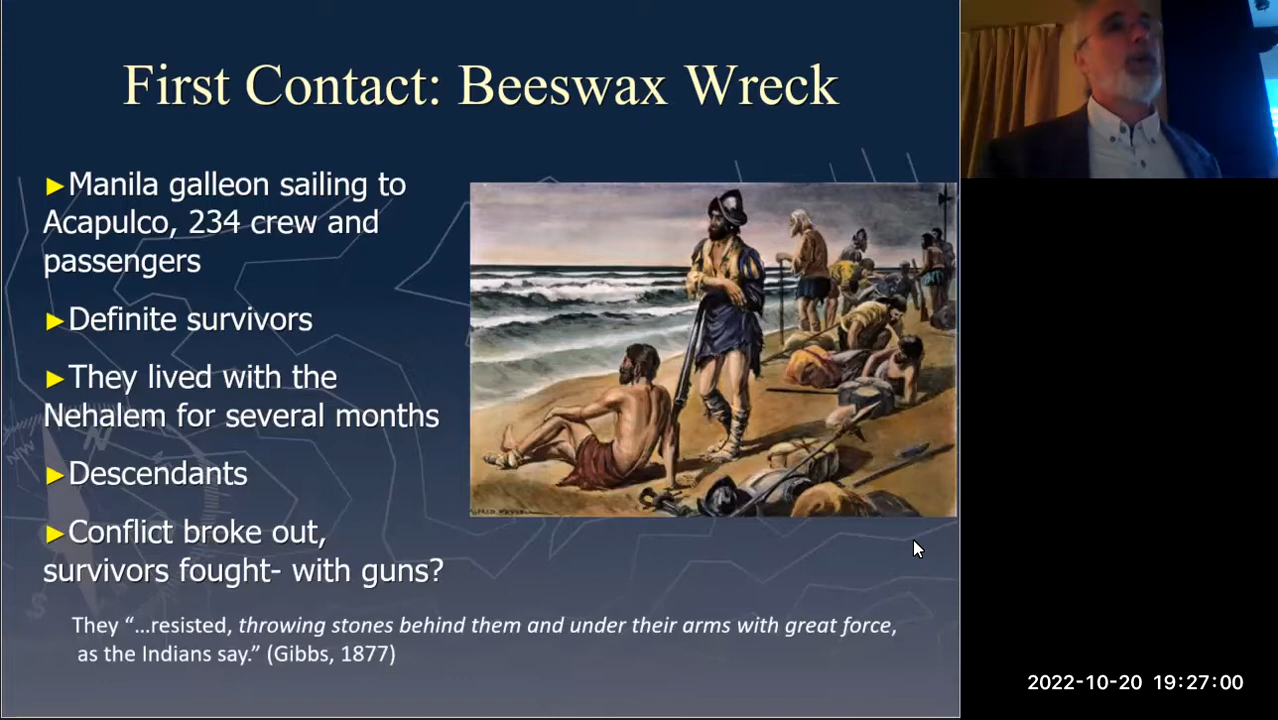 First Contact: Beeswax Wreck
►Manila galleon sailing to
Acapulco, 234 crew and
passengers
►Definite survivors
►They lived with the
Nehalem for several months
►Descendants
►Conflict broke out,
survivors fought- with guns?
They “…resisted, throwing stones behind them and under their arms with great force,
as the Indians say.” (Gibbs, 1877)
NW
N
S
2022-10-20 19:27:00